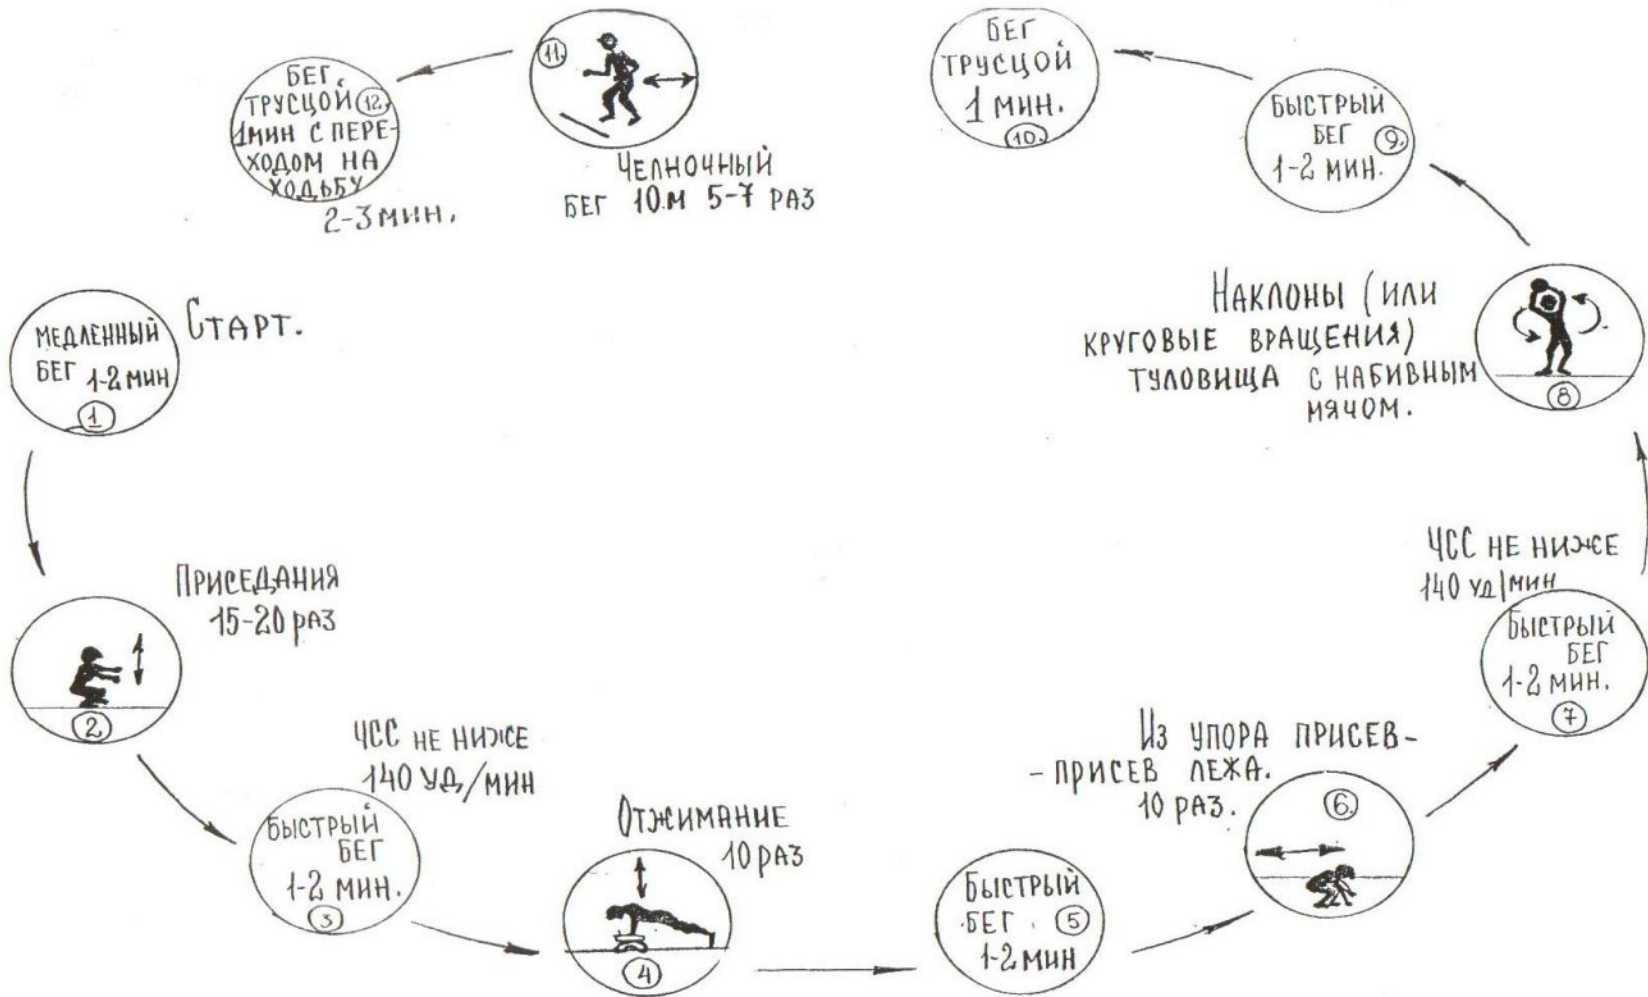 Старт.
МЕДЛЕННЫЙ
БЕГ 1-2 МИН
1
ПРИСЕДАНИЯ
15-20 РАЗ
2
ЧСС НЕ НИЖЕ
140 УД/МИН
БЫСТРЫЙ
БЕГ
1-2 МИН.
3
ОТЖИМАНИЕ
10 РАЗ
4
БЫСТРЫЙ
БЕГ. 5
1-2 МИН
ИЗ УПОРА ПРИСЕВ-
-ПРИСЕВ ЛЕЖА.
10 РАЗ.
6.
ЧСС НЕ НИЖЕ
140 УД/МИН
БЫСТРЫЙ
БЕГ
1-2 МИН.
7
НАКЛОНЫ (ИЛИ
КРУГОВЫЕ ВРАЩЕНИЯ)
ТУЛОВИЩА С НАБИВНЫМ
МЯЧОМ.
8
БЫСТРЫЙ
БЕГ 9.
1-2 МИН.
БЕГ
ТРУСЦОЙ
1 МИН.
10.
11.
ЧЕЛНОЧНЫЙ
БЕГ 10.М 5-7 РАЗ
БЕГ
ТРУСЦОЙ 12.
1МИН С ПЕРЕ-
ХОДОМ НА
ХОДЬБУ
2-3 МИН.